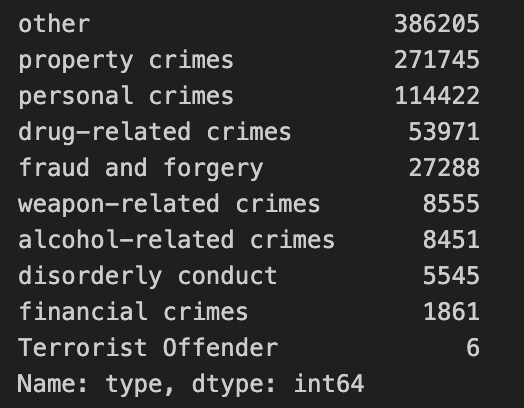 other 386205
property crimes 271745
personal crimes 114422
drug-related crimes 53971
fraud and forgery 27288
weapon-related crimes 8555
alcohol-related crimes 8451
disorderly conduct 5545
financial crimes 1861
Terrorist Offender 6
Name: type, dtype: int64